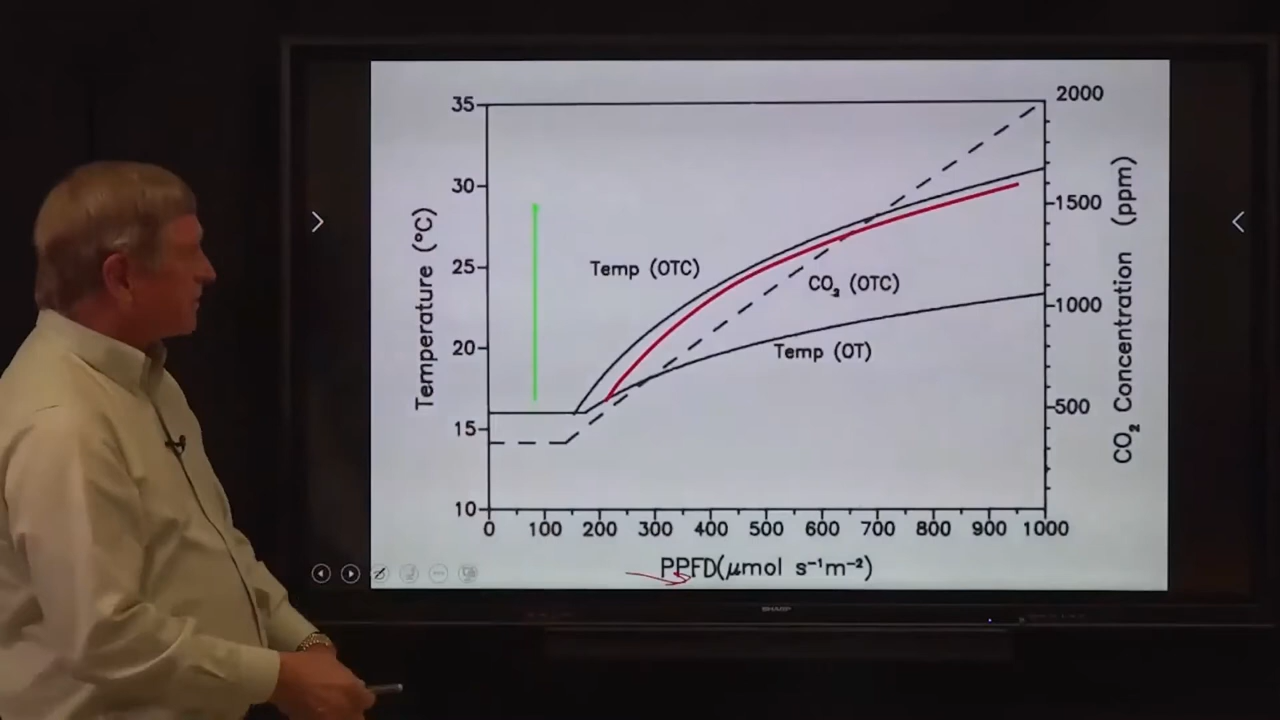 2000
35
30
1500
25
Temp (OTC)
CO₂ (OTC)
1000
20
Temp (OT)
500
15
10
0 100 200 300 400 500 600 700 800 900 1000
Temperature (°C)
CO₂ Concentration (ppm)
PPFD(μmol s⁻¹m⁻²)
SHARP